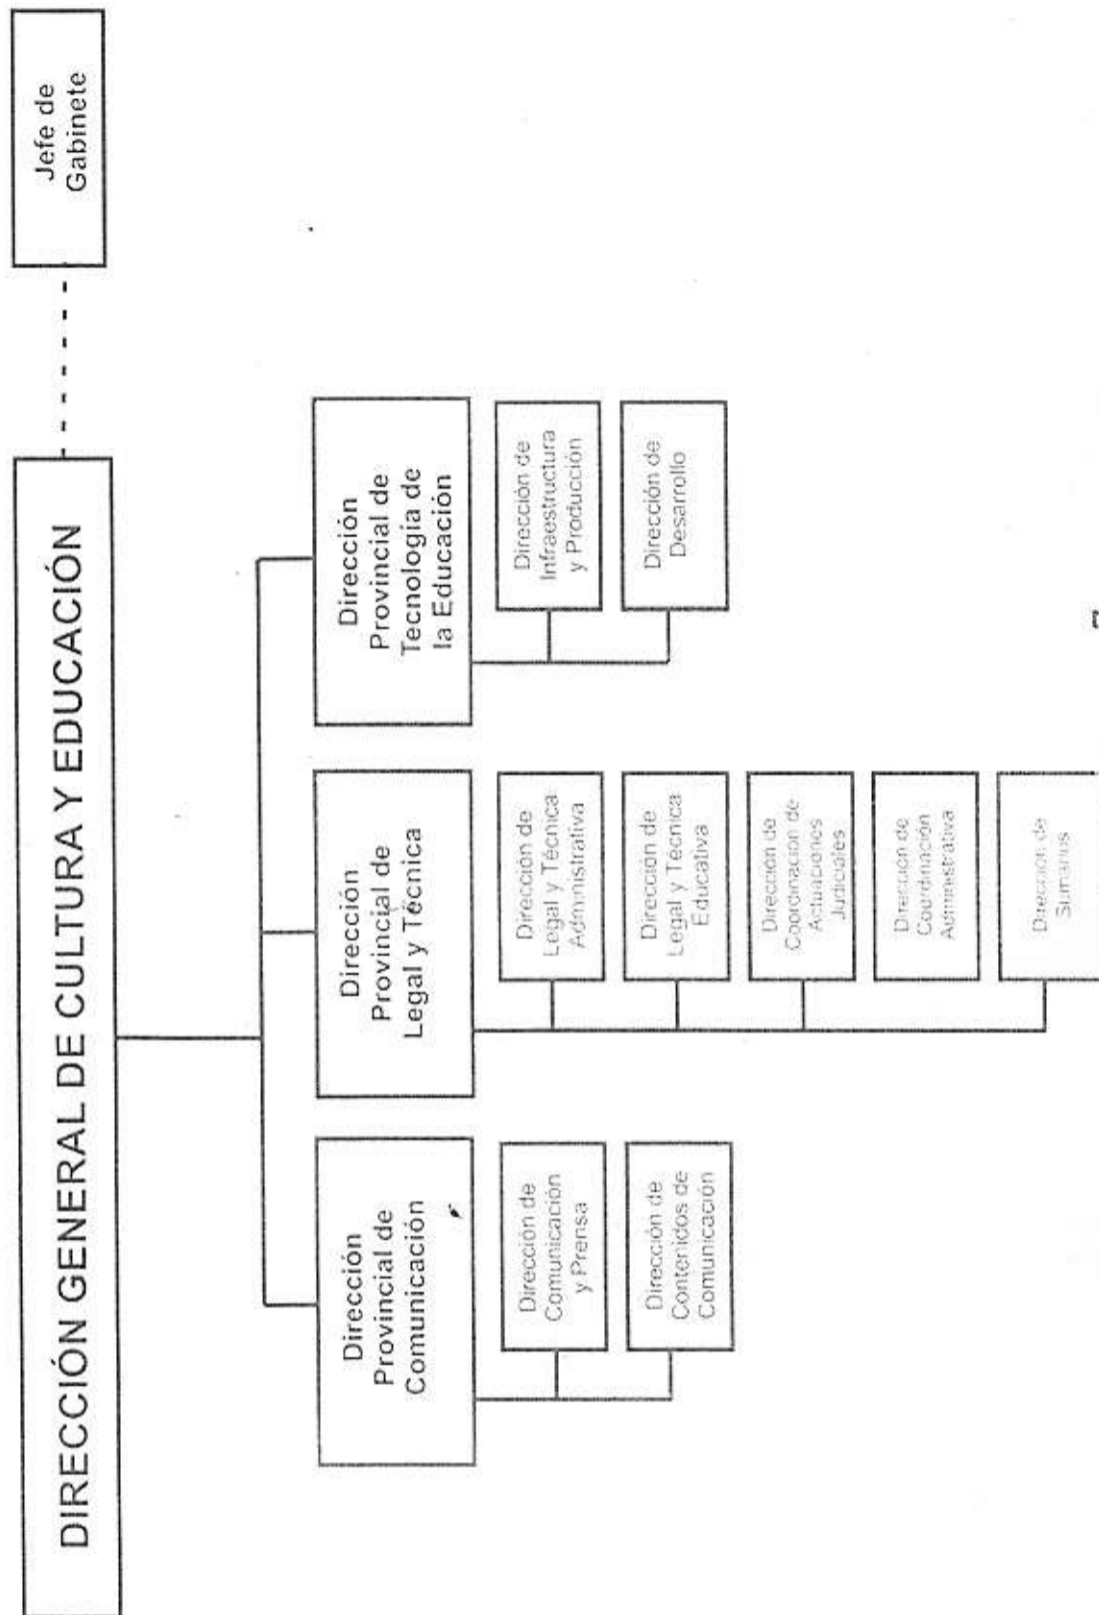 DIRECCIÓN GENERAL DE CULTURA Y EDUCACIÓN
Jefe de
Gabinete
Dirección
Provincial de
Comunicación
Dirección de
Comunicación
y Prensa
Dirección de
Contenidos de
Comunicación
Dirección
Provincial de
Legal y Técnica
Dirección de
Legal y Técnica
Administrativa
Dirección de
Legal y Técnica
Educativa
Dirección de
Coordinación de
Actuaciones
Judiciales
Dirección de
Coordinación
Administrativa
Dirección de
Sumarios
Dirección
Provincial de
Tecnología de
la Educación
Dirección de
Infraestructura
y Producción
Dirección de
Desarrollo